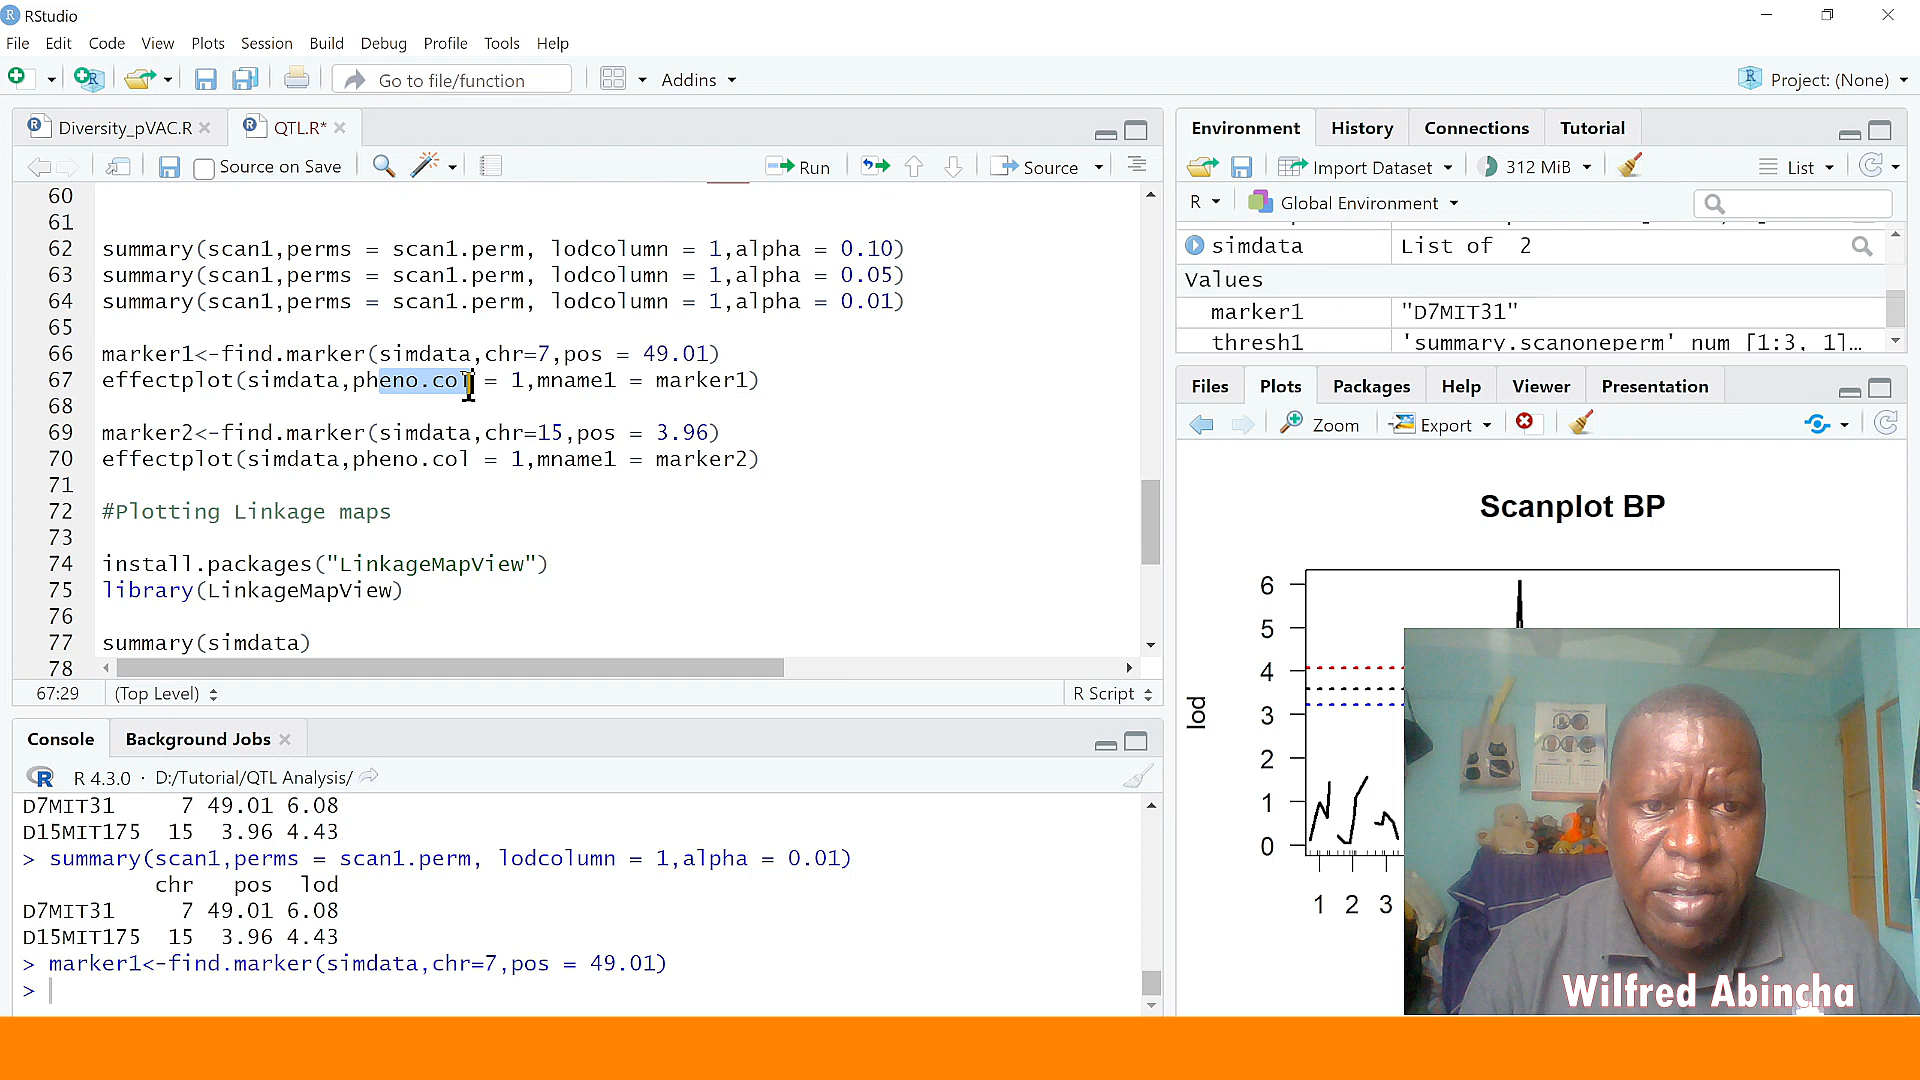 RStudio
File Edit Code View Plots Session Build Debug Profile Tools Help
Go to file/function Addins Project: (None)
Diversity_pVAC.R QTL.R*
Source on Save Run Source
60
61
62 summary(scan1,perms = scan1.perm, lodcolumn = 1,alpha = 0.10)
63 summary(scan1,perms = scan1.perm, lodcolumn = 1,alpha = 0.05)
64 summary(scan1,perms = scan1.perm, lodcolumn = 1,alpha = 0.01)
65
66 marker1<-find.marker(simdata,chr=7,pos = 49.01)
67 effectplot(simdata,pheno.col = 1,mname1 = marker1)
68
69 marker2<-find.marker(simdata,chr=15,pos = 3.96)
70 effectplot(simdata,pheno.col = 1,mname1 = marker2)
71
72 #Plotting Linkage maps
73
74 install.packages("LinkageMapView")
75 library(LinkageMapView)
76
77 summary(simdata)
78
67:29 (Top Level) R Script
Console Background Jobs
R 4.3.0 · D:/Tutorial/QTL Analysis/
D7MIT31 7 49.01 6.08
D15MIT175 15 3.96 4.43
> summary(scan1,perms = scan1.perm, lodcolumn = 1,alpha = 0.01)
chr pos lod
D7MIT31 7 49.01 6.08
D15MIT175 15 3.96 4.43
> marker1<-find.marker(simdata,chr=7,pos = 49.01)
>
Environment History Connections Tutorial
Import Dataset 312 MiB List
R Global Environment
simdata List of 2
Values
marker1 "D7MIT31"
thresh1 'summary.scanoneperm' num [1:3, 1]…
Files Plots Packages Help Viewer Presentation
Zoom Export
Scanplot BP
lod
6
5
4
3
2
1
0
1 2 3
Wilfred Abincha